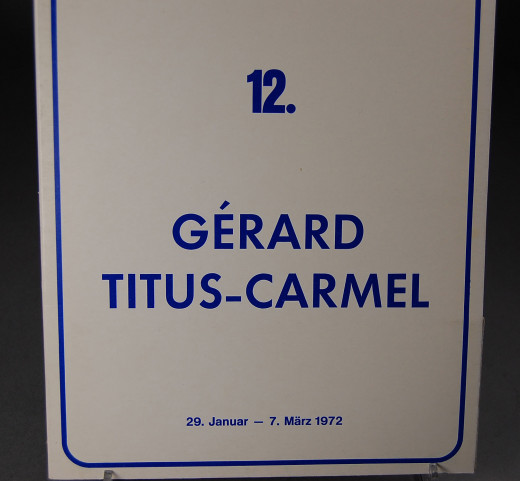 12.
GÉRARD
TITUS-CARMEL
29. Januar — 7. März 1972